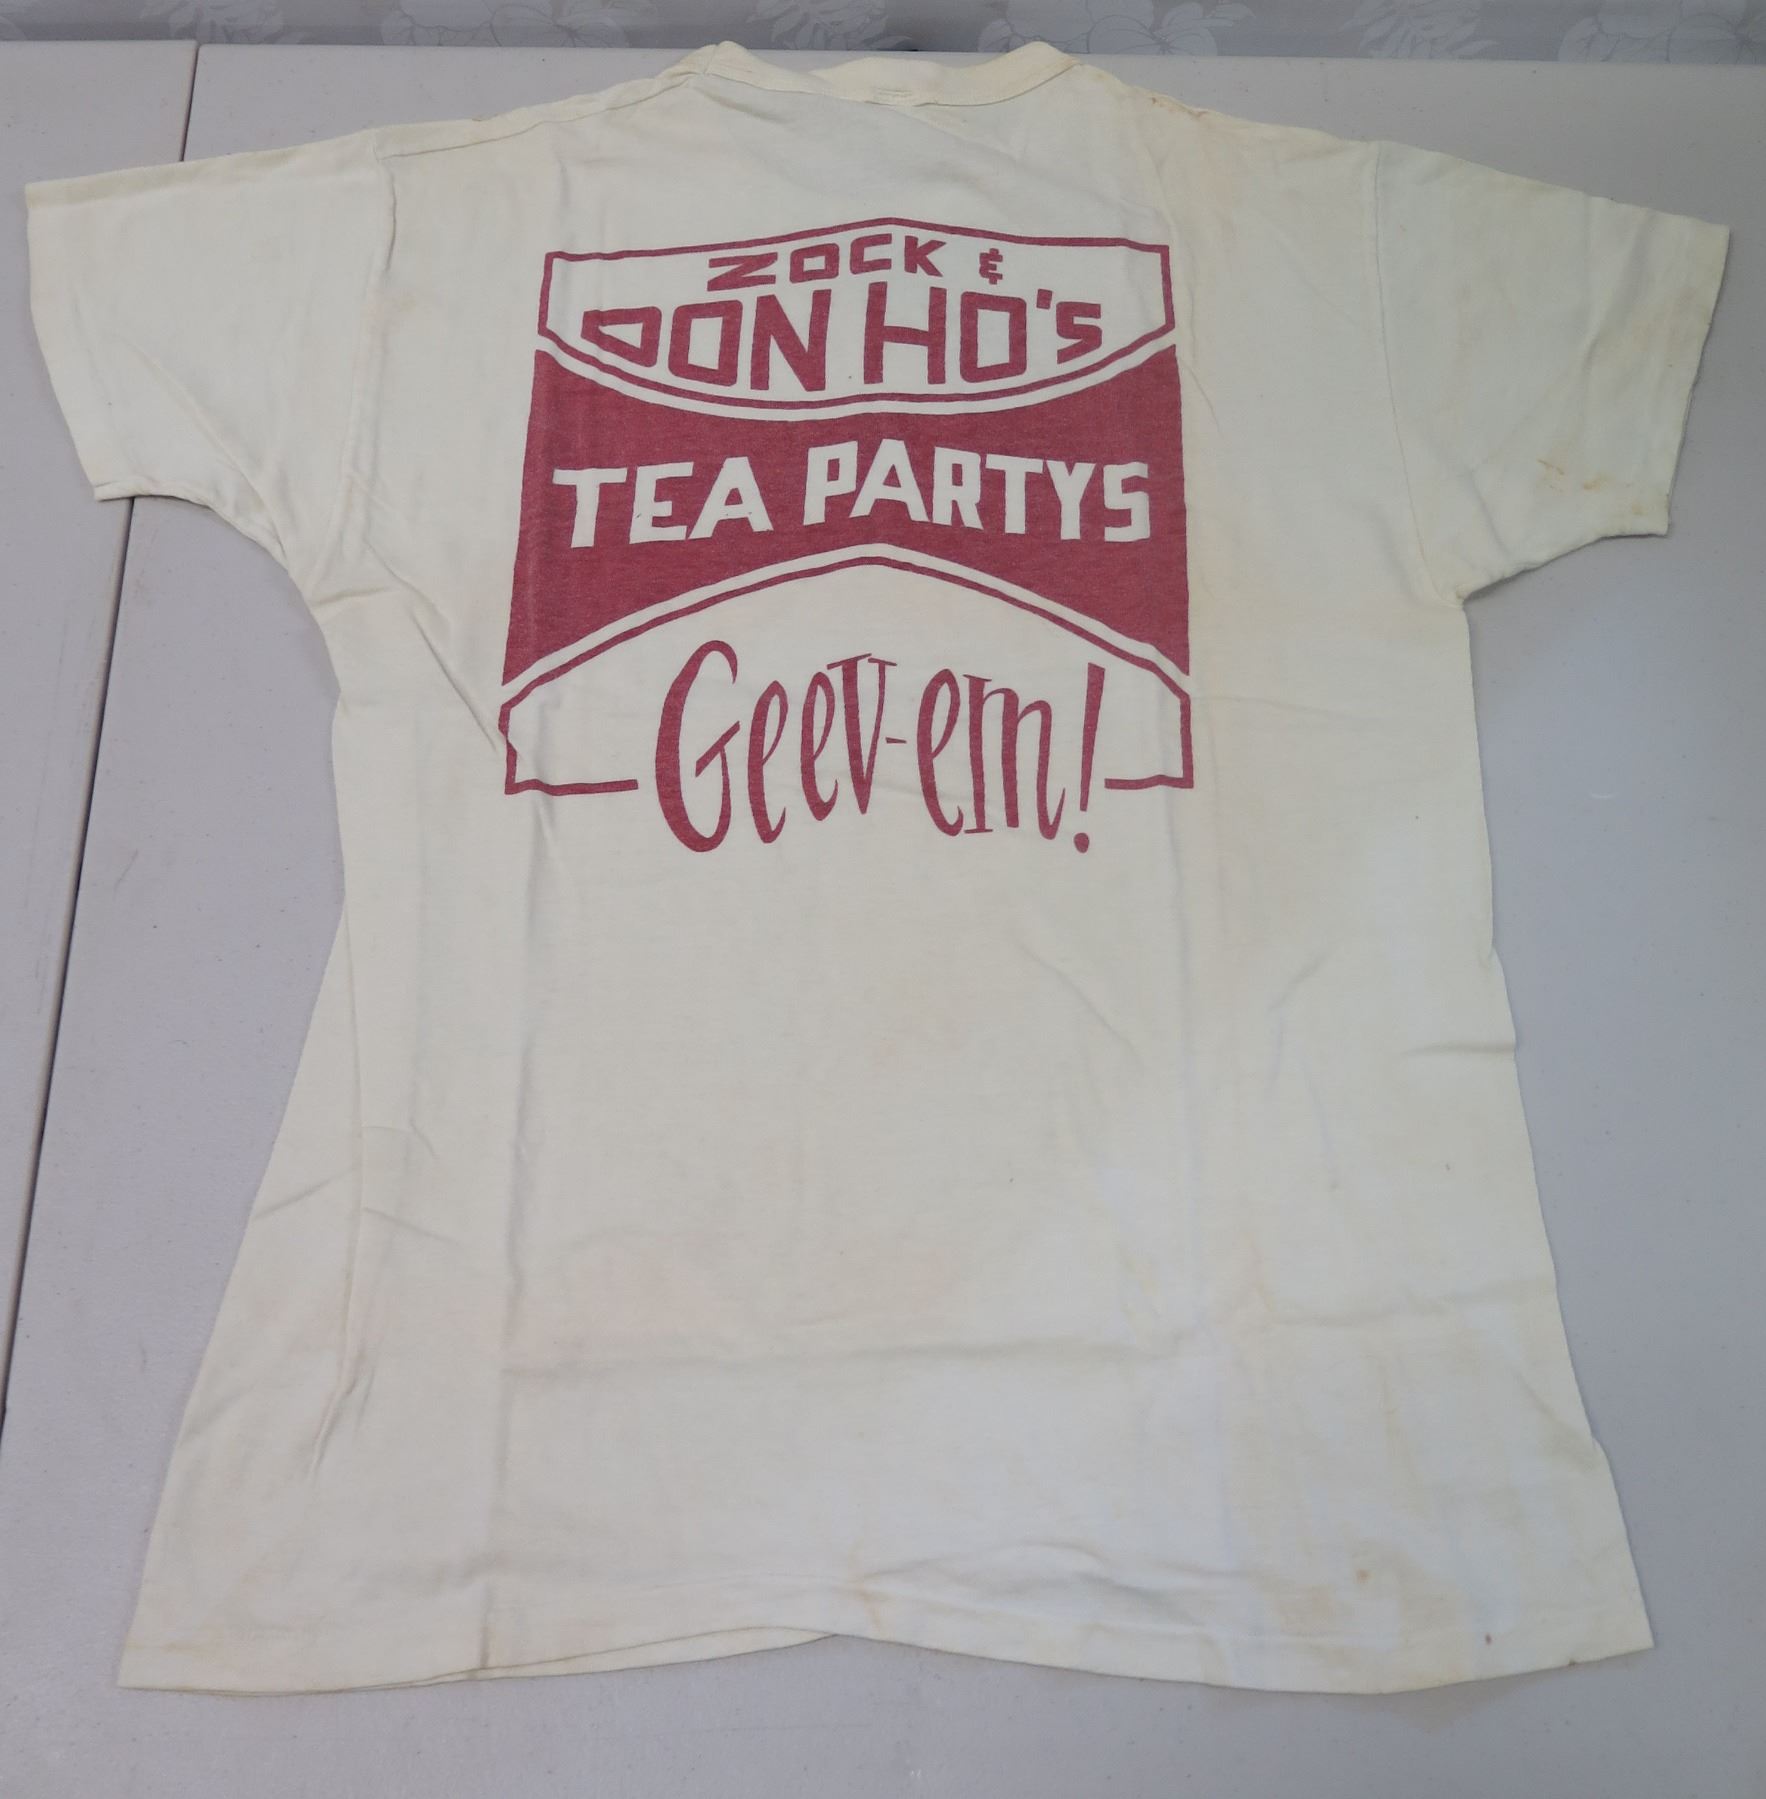 ZOCK &
DON HO'S
TEA PARTYS
Geev-em!